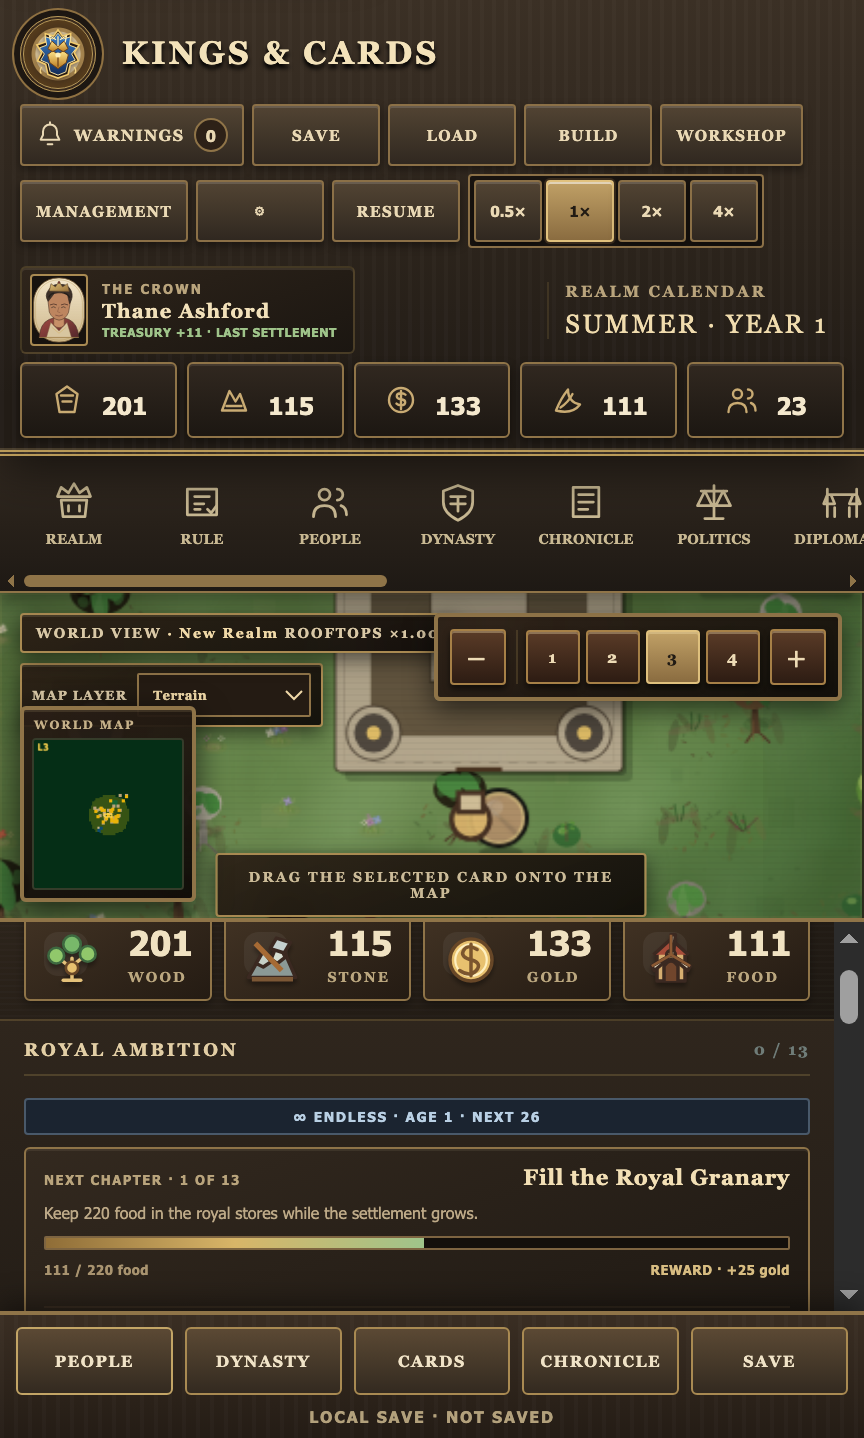 KINGS & CARDS
WARNINGS 0
SAVE
LOAD
BUILD
WORKSHOP
MANAGEMENT
RESUME
0.5×
1×
2×
4×
THE CROWN
Thane Ashford
TREASURY +11 · LAST SETTLEMENT
REALM CALENDAR
SUMMER · YEAR 1
201
115
133
111
23
REALM
RULE
PEOPLE
DYNASTY
CHRONICLE
POLITICS
DIPLOMA
WORLD VIEW · New Realm ROOFTOPS ×1.00
−
1
2
3
4
+
MAP LAYER
Terrain
WORLD MAP
L3
DRAG THE SELECTED CARD ONTO THE
MAP
201
WOOD
115
STONE
133
GOLD
111
FOOD
ROYAL AMBITION
0 / 13
∞ ENDLESS · AGE 1 · NEXT 26
NEXT CHAPTER · 1 OF 13
Fill the Royal Granary
Keep 220 food in the royal stores while the settlement grows.
111 / 220 food
REWARD · +25 gold
PEOPLE
DYNASTY
CARDS
CHRONICLE
SAVE
LOCAL SAVE · NOT SAVED